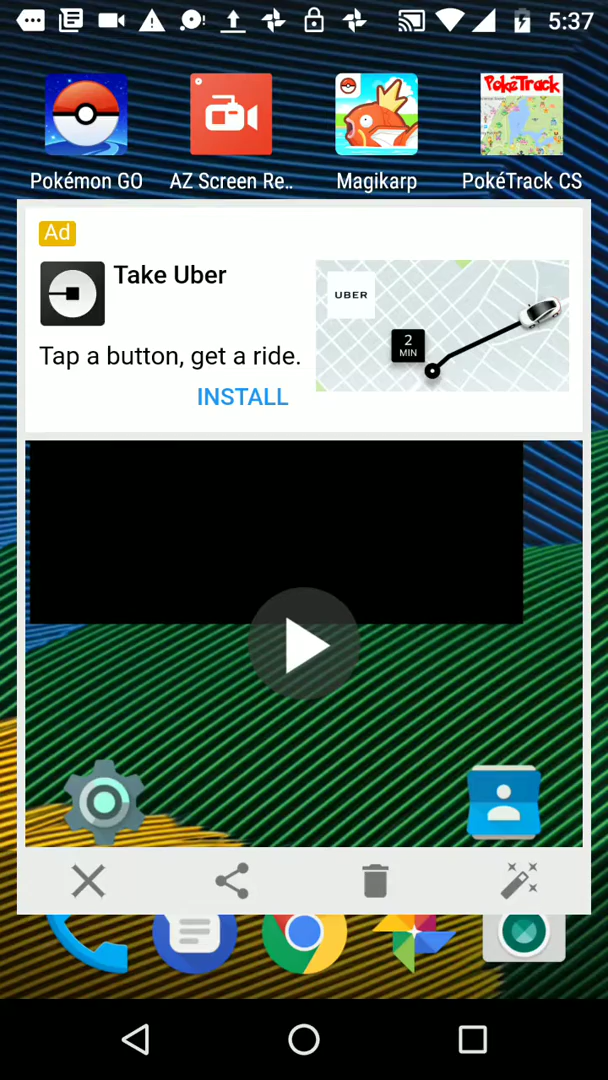 5:37
PokéTrack
Pokémon GO
AZ Screen Re..
Magikarp
PokéTrack CS
Ad
Take Uber
UBER
2
MIN
Tap a button, get a ride.
INSTALL